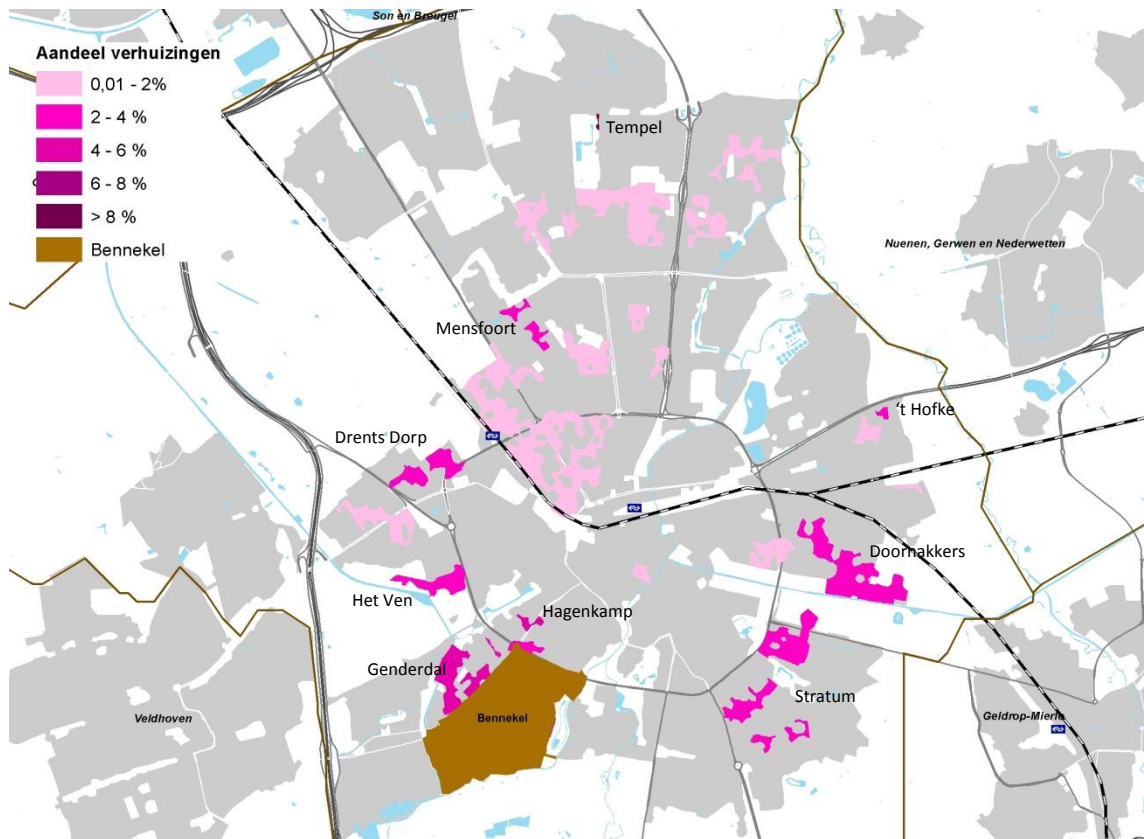 Son en Breugel
Aandeel verhuizingen
0,01 - 2%
2 - 4 %
4 - 6 %
6 - 8 %
> 8 %
Bennekel
Tempel
Nuenen, Gerwen en Nederwetten
Mensfoort
‘t Hofke
Drents Dorp
Doornakkers
Het Ven
Hagenkamp
Genderdal
Stratum
Veldhoven
Bennekel
Geldrop-Mierlo